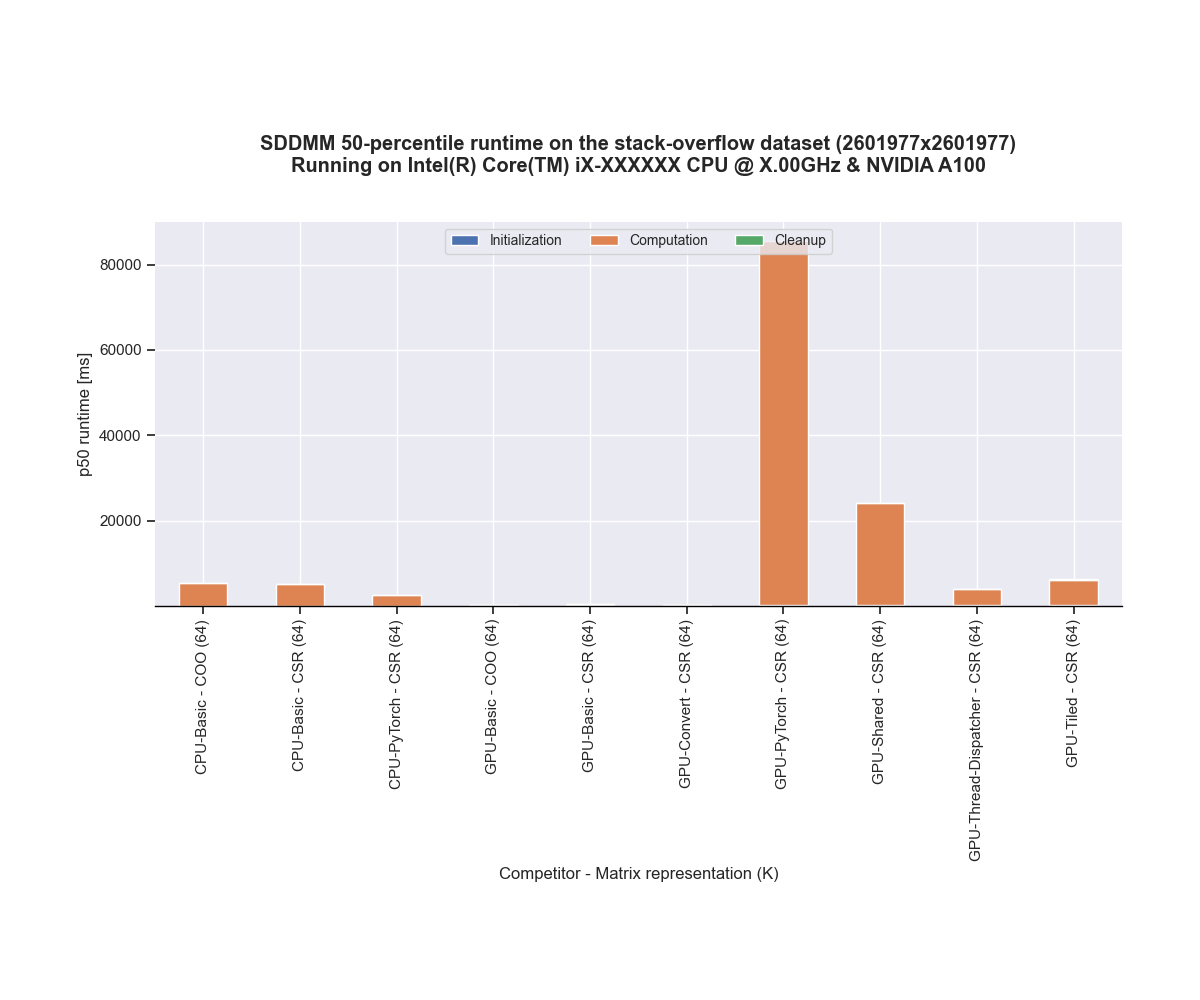 SDDMM 50-percentile runtime on the stack-overflow dataset (2601977x2601977)
Running on Intel(R) Core(TM) iX-XXXXXX CPU @ X.00GHz & NVIDIA A100
Initialization
Computation
Cleanup
p50 runtime [ms]
80000
60000
40000
20000
CPU-Basic - COO (64)
CPU-Basic - CSR (64)
CPU-PyTorch - CSR (64)
GPU-Basic - COO (64)
GPU-Basic - CSR (64)
GPU-Convert - CSR (64)
GPU-PyTorch - CSR (64)
GPU-Shared - CSR (64)
GPU-Thread-Dispatcher - CSR (64)
GPU-Tiled - CSR (64)
Competitor - Matrix representation (K)